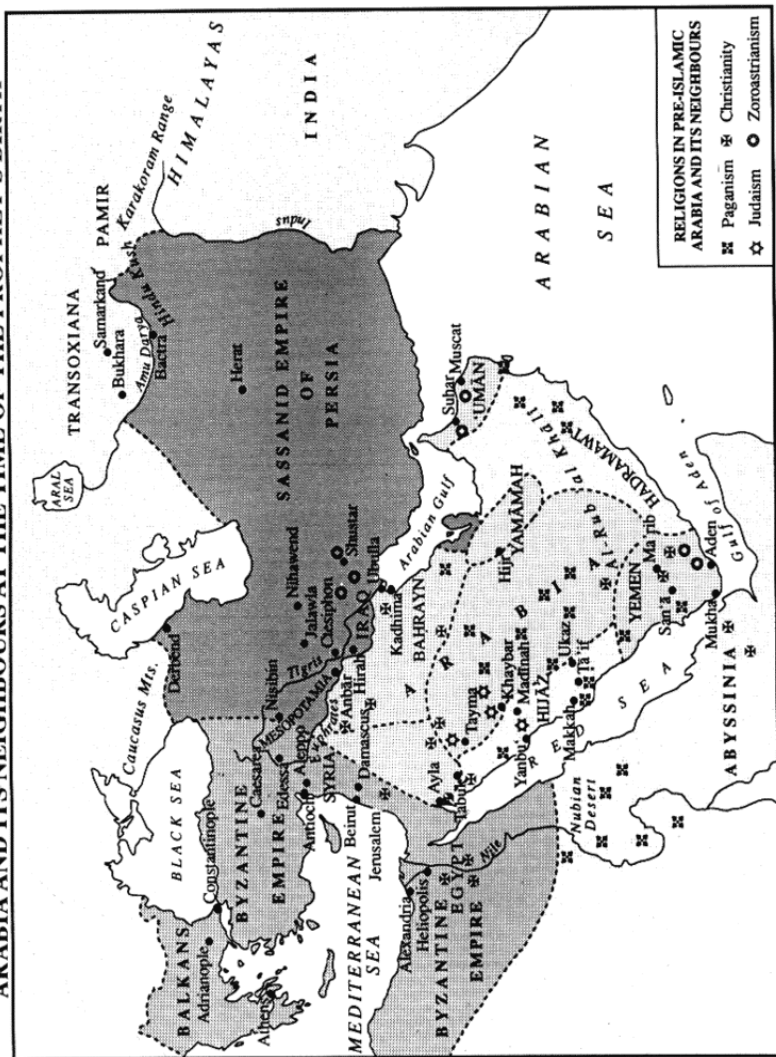 ARABIA AND ITS NEIGHBOURS AT THE TIME OF THE PROPHET'S BIRTH
BALKANS
Adrianople
Athens
Constantinople
BLACK SEA
Caucasus Mts.
CASPIAN SEA
Derbend
ARAL SEA
TRANSOXIANA
Bukhara
Samarkand
Amu Darya
PAMIR
Hindu Kush
Karakoram Range
HIMALAYAS
Bactra
Herat
INDIA
Indus
BYZANTINE
EMPIRE
Caesarea
Edessa
Nisibin
MESOPOTAMIA
Tigris
Euphrates
Aleppo
Antioch
SYRIA
Anbār
Damascus
Beirut
Jerusalem
MEDITERRANEAN
SEA
SASSANID EMPIRE
OF
PERSIA
Nihawend
Jalawla
Ctesiphon
Shustar
Ubulla
IRAQ
Hirah
Kadhima
Arabian Gulf
Alexandria
Heliopolis
BYZANTINE
EGYPT
EMPIRE
Nile
Ayla
Tabuk
Tayma
Khaybar
Madīnah
Yanbu
HIJĀZ
Ukaz
Makkah
Ta'if
RED SEA
Nubian
Desert
ABYSSINIA
ARABIA
BAHRAYN
Hijr
YAMĀMAH
Al-Rub' al Khālī
Suhar
Muscat
'UMĀN
HADRAMAWT
YEMEN
Ma'rib
San'ā
Mukha
Aden
Gulf of Aden
ARABIAN
SEA
RELIGIONS IN PRE-ISLAMIC
ARABIA AND ITS NEIGHBOURS
Paganism
Christianity
Judaism
Zoroastrianism